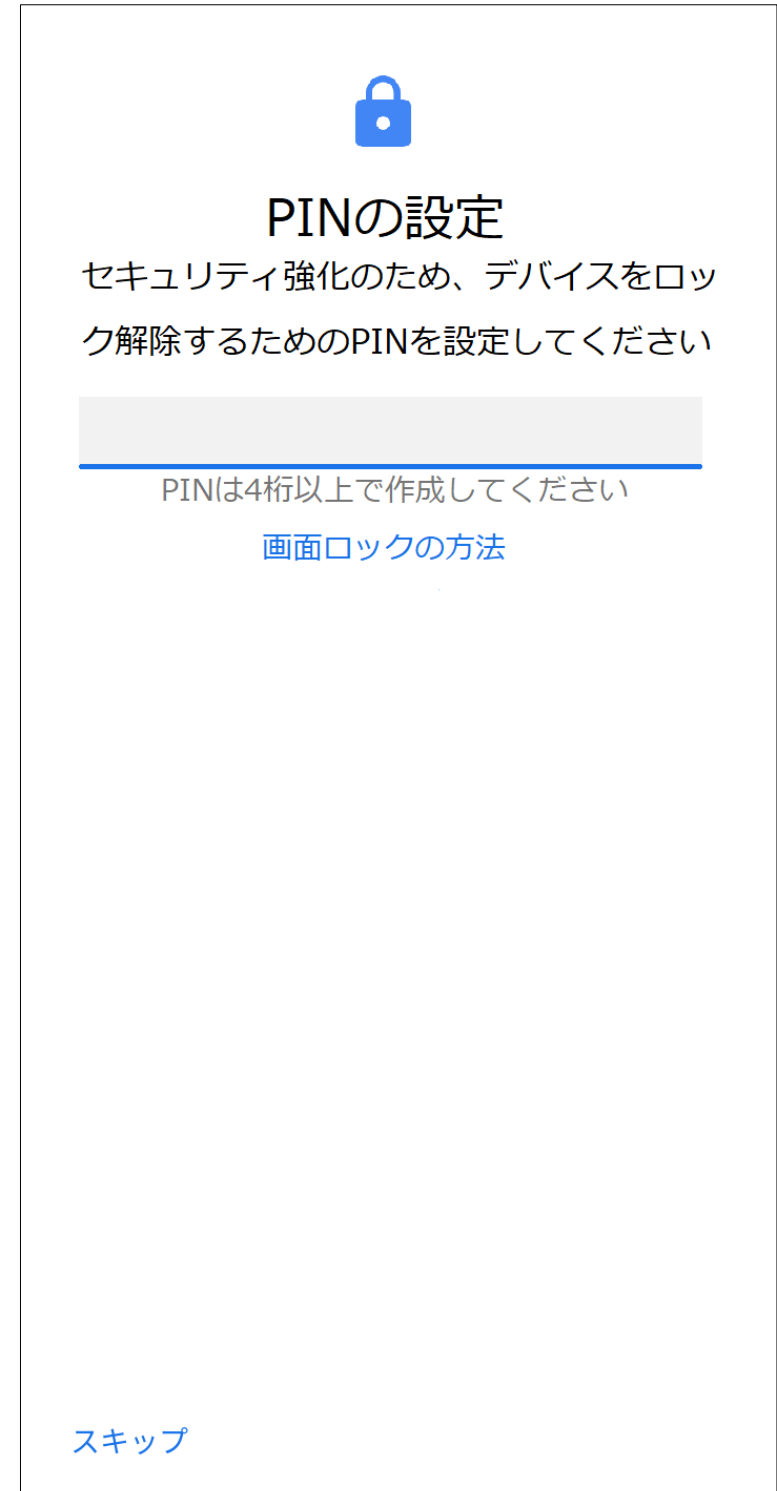 PINの設定
セキュリティ強化のため、デバイスをロッ
ク解除するためのPINを設定してください
PINは4桁以上で作成してください
画面ロックの方法
スキップ